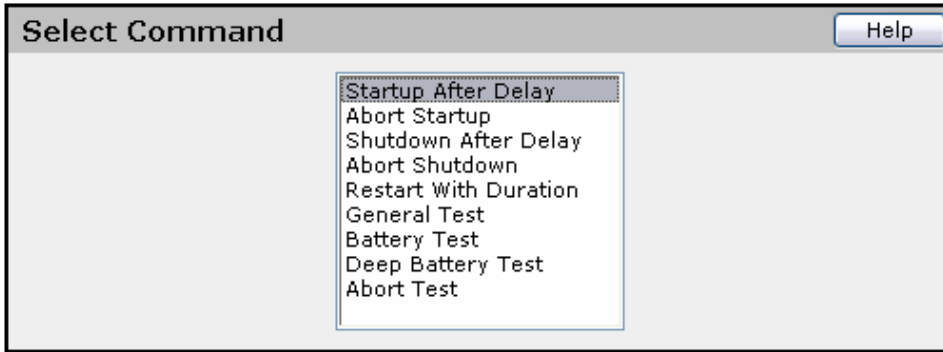 Select Command
Help
Startup After Delay
Abort Startup
Shutdown After Delay
Abort Shutdown
Restart With Duration
General Test
Battery Test
Deep Battery Test
Abort Test